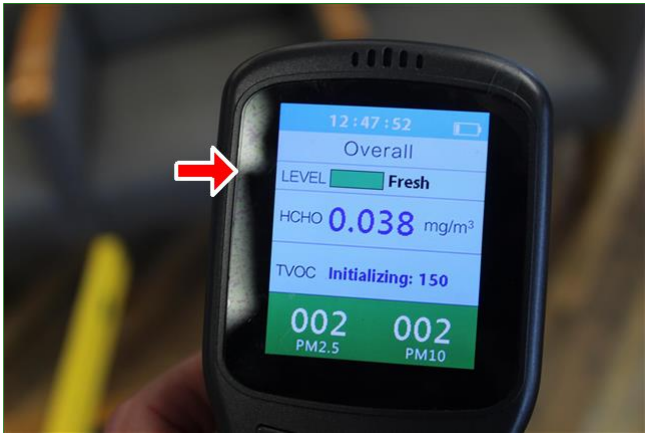 12:47:52
Overall
LEVEL Fresh
HCHO 0.038 mg/m³
TVOC Initializing: 150
002 002
PM2.5 PM10